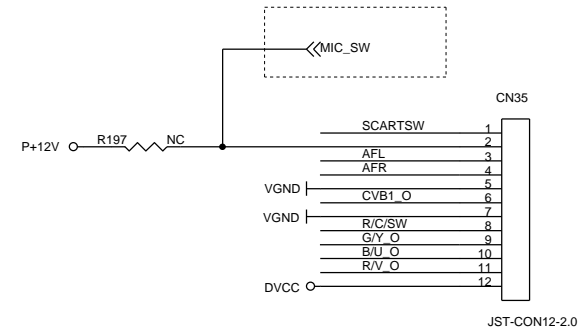 MIC_SW
CN35
SCARTSW 1
P+12V R197 NC 2
AFL 3
AFR 4
VGND 5
CVB1_O 6
VGND 7
R/C/SW 8
G/Y_O 9
B/U_O 10
R/V_O 11
DVCC 12
JST-CON12-2.0